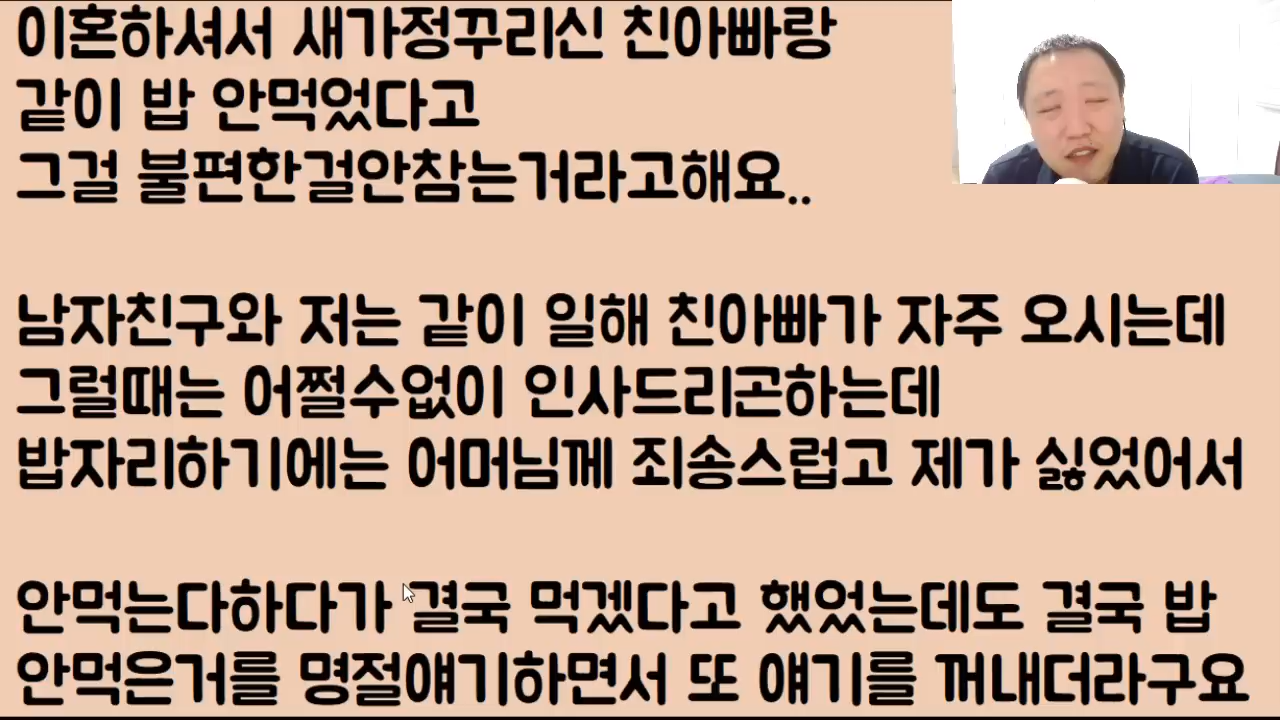 이혼하셔서 새가정꾸리신 친아빠랑
같이 밥 안먹었다고
그걸 불편한걸안참는거라고해요..
남자친구와 저는 같이 일해 친아빠가 자주 오시는데
그럴때는 어쩔수없이 인사드리곤하는데
밥자리하기에는 어머님께 죄송스럽고 제가 싫었어서
안먹는다하다가 결국 먹겠다고 했었는데도 결국 밥
안먹은거를 명절얘기하면서 또 얘기를 꺼내더라구요